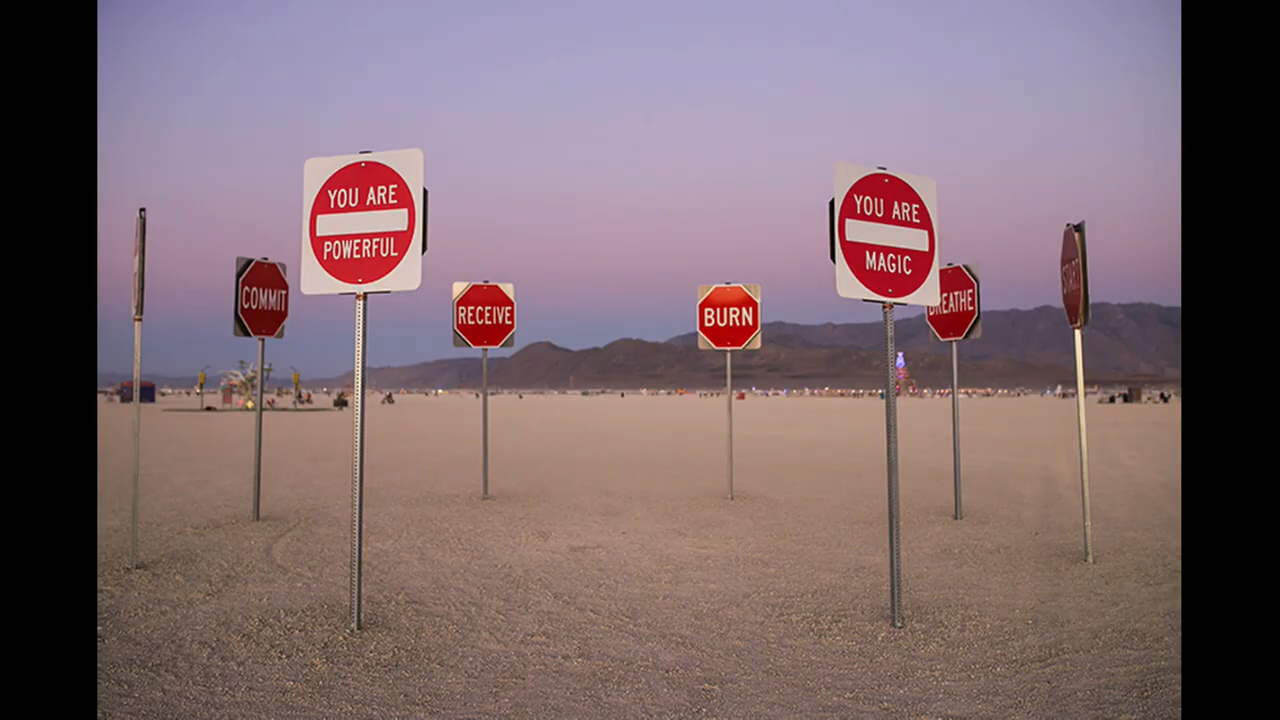 COMMIT
YOU ARE
POWERFUL
RECEIVE
BURN
YOU ARE
MAGIC
BREATHE
START